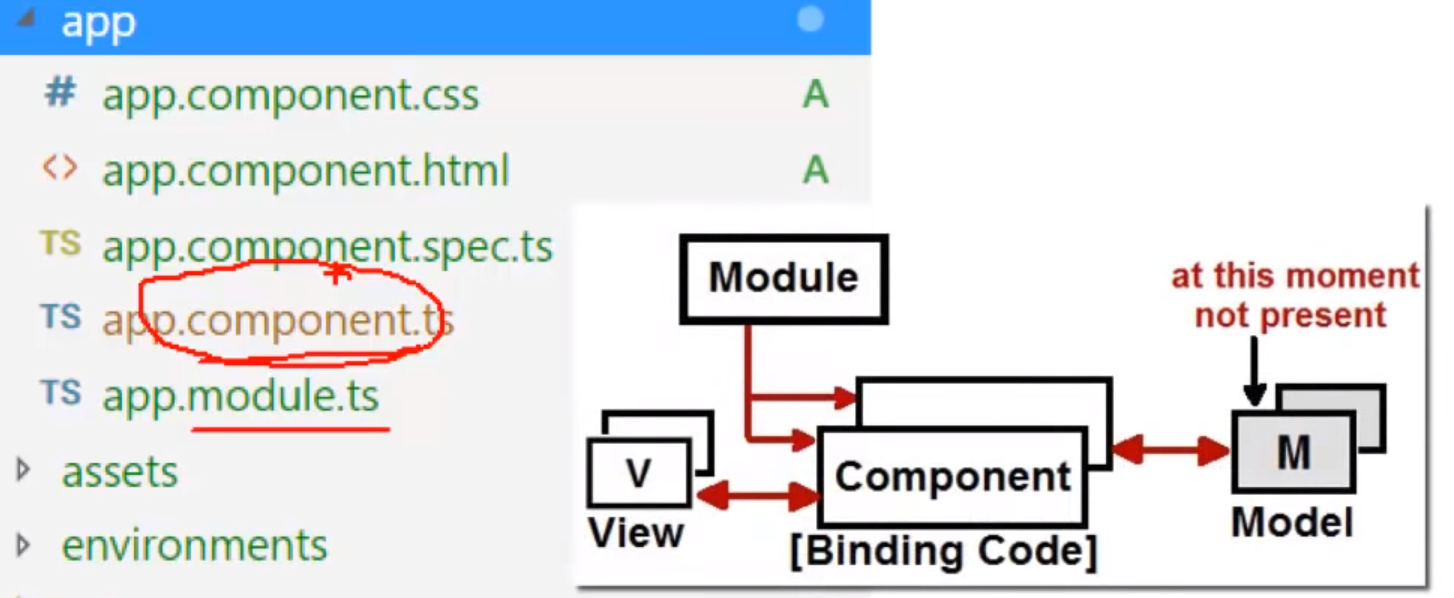 app
# app.component.css A
<> app.component.html A
TS app.component.spec.ts
TS app.component.ts
TS app.module.ts
assets
environments
Module
at this moment
not present
V
Component
M
View
[Binding Code]
Model